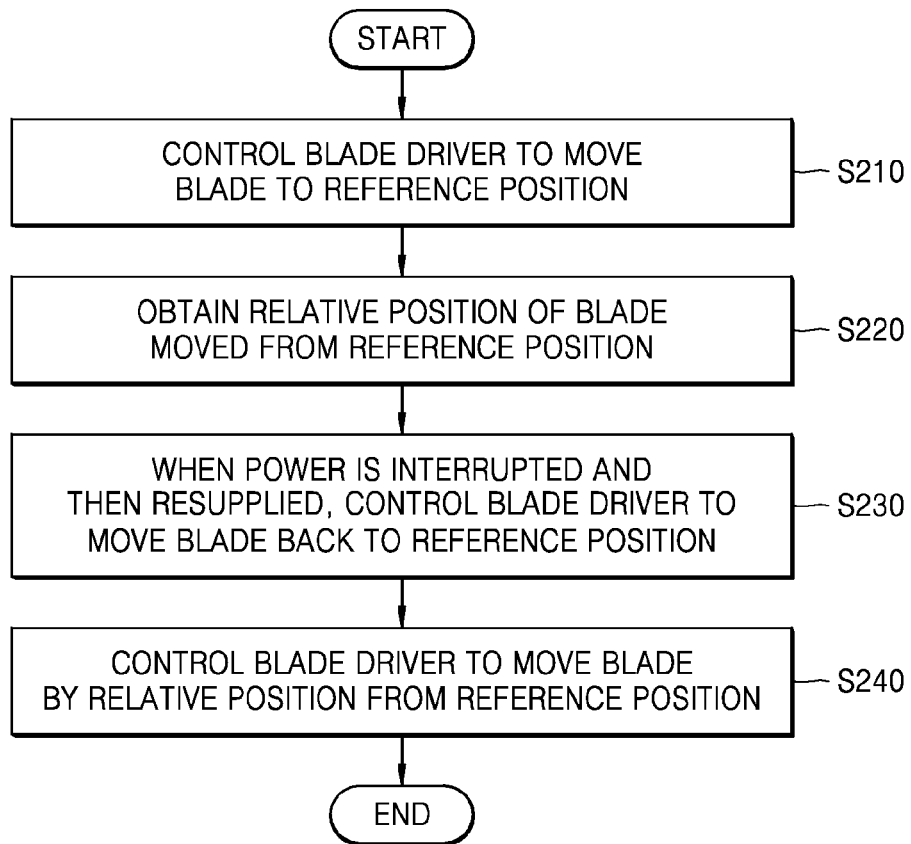 START
CONTROL BLADE DRIVER TO MOVE
BLADE TO REFERENCE POSITION
S210
OBTAIN RELATIVE POSITION OF BLADE
MOVED FROM REFERENCE POSITION
S220
WHEN POWER IS INTERRUPTED AND
THEN RESUPPLIED, CONTROL BLADE DRIVER TO
MOVE BLADE BACK TO REFERENCE POSITION
S230
CONTROL BLADE DRIVER TO MOVE BLADE
BY RELATIVE POSITION FROM REFERENCE POSITION
S240
END